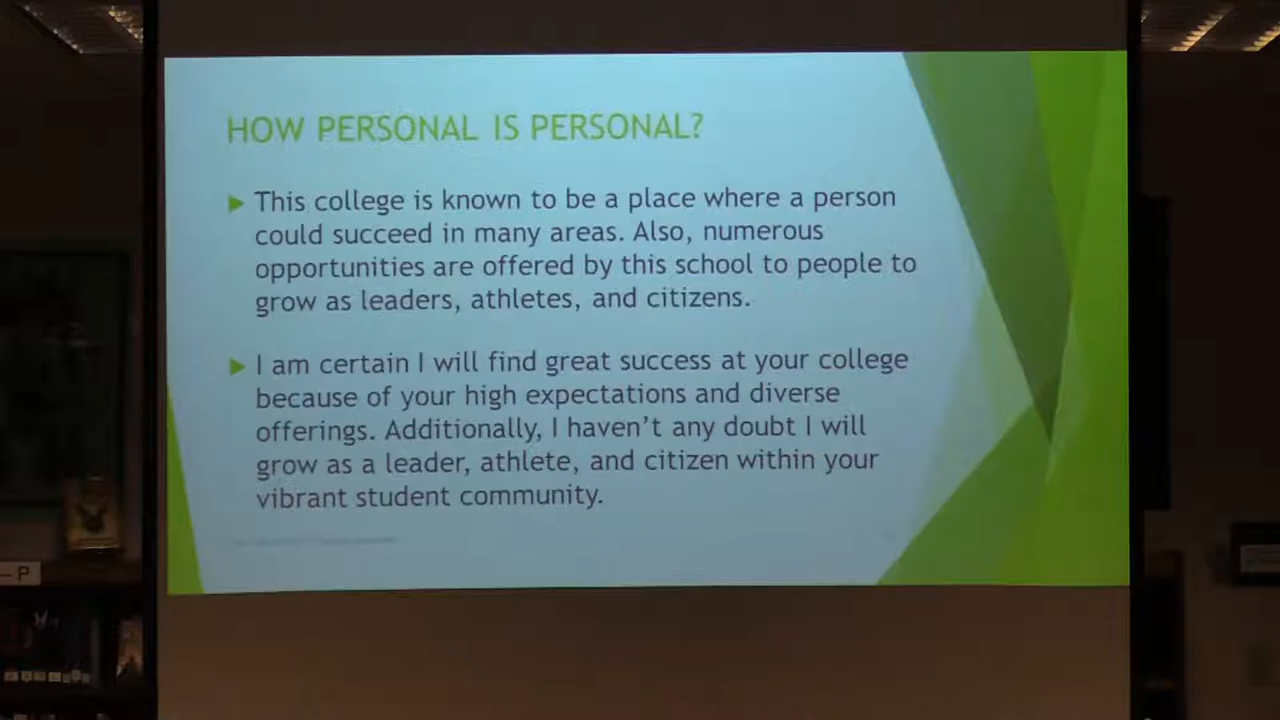 HOW PERSONAL IS PERSONAL?
This college is known to be a place where a person
could succeed in many areas. Also, numerous
opportunities are offered by this school to people to
grow as leaders, athletes, and citizens.
I am certain I will find great success at your college
because of your high expectations and diverse
offerings. Additionally, I haven't any doubt I will
grow as a leader, athlete, and citizen within your
vibrant student community.
– P